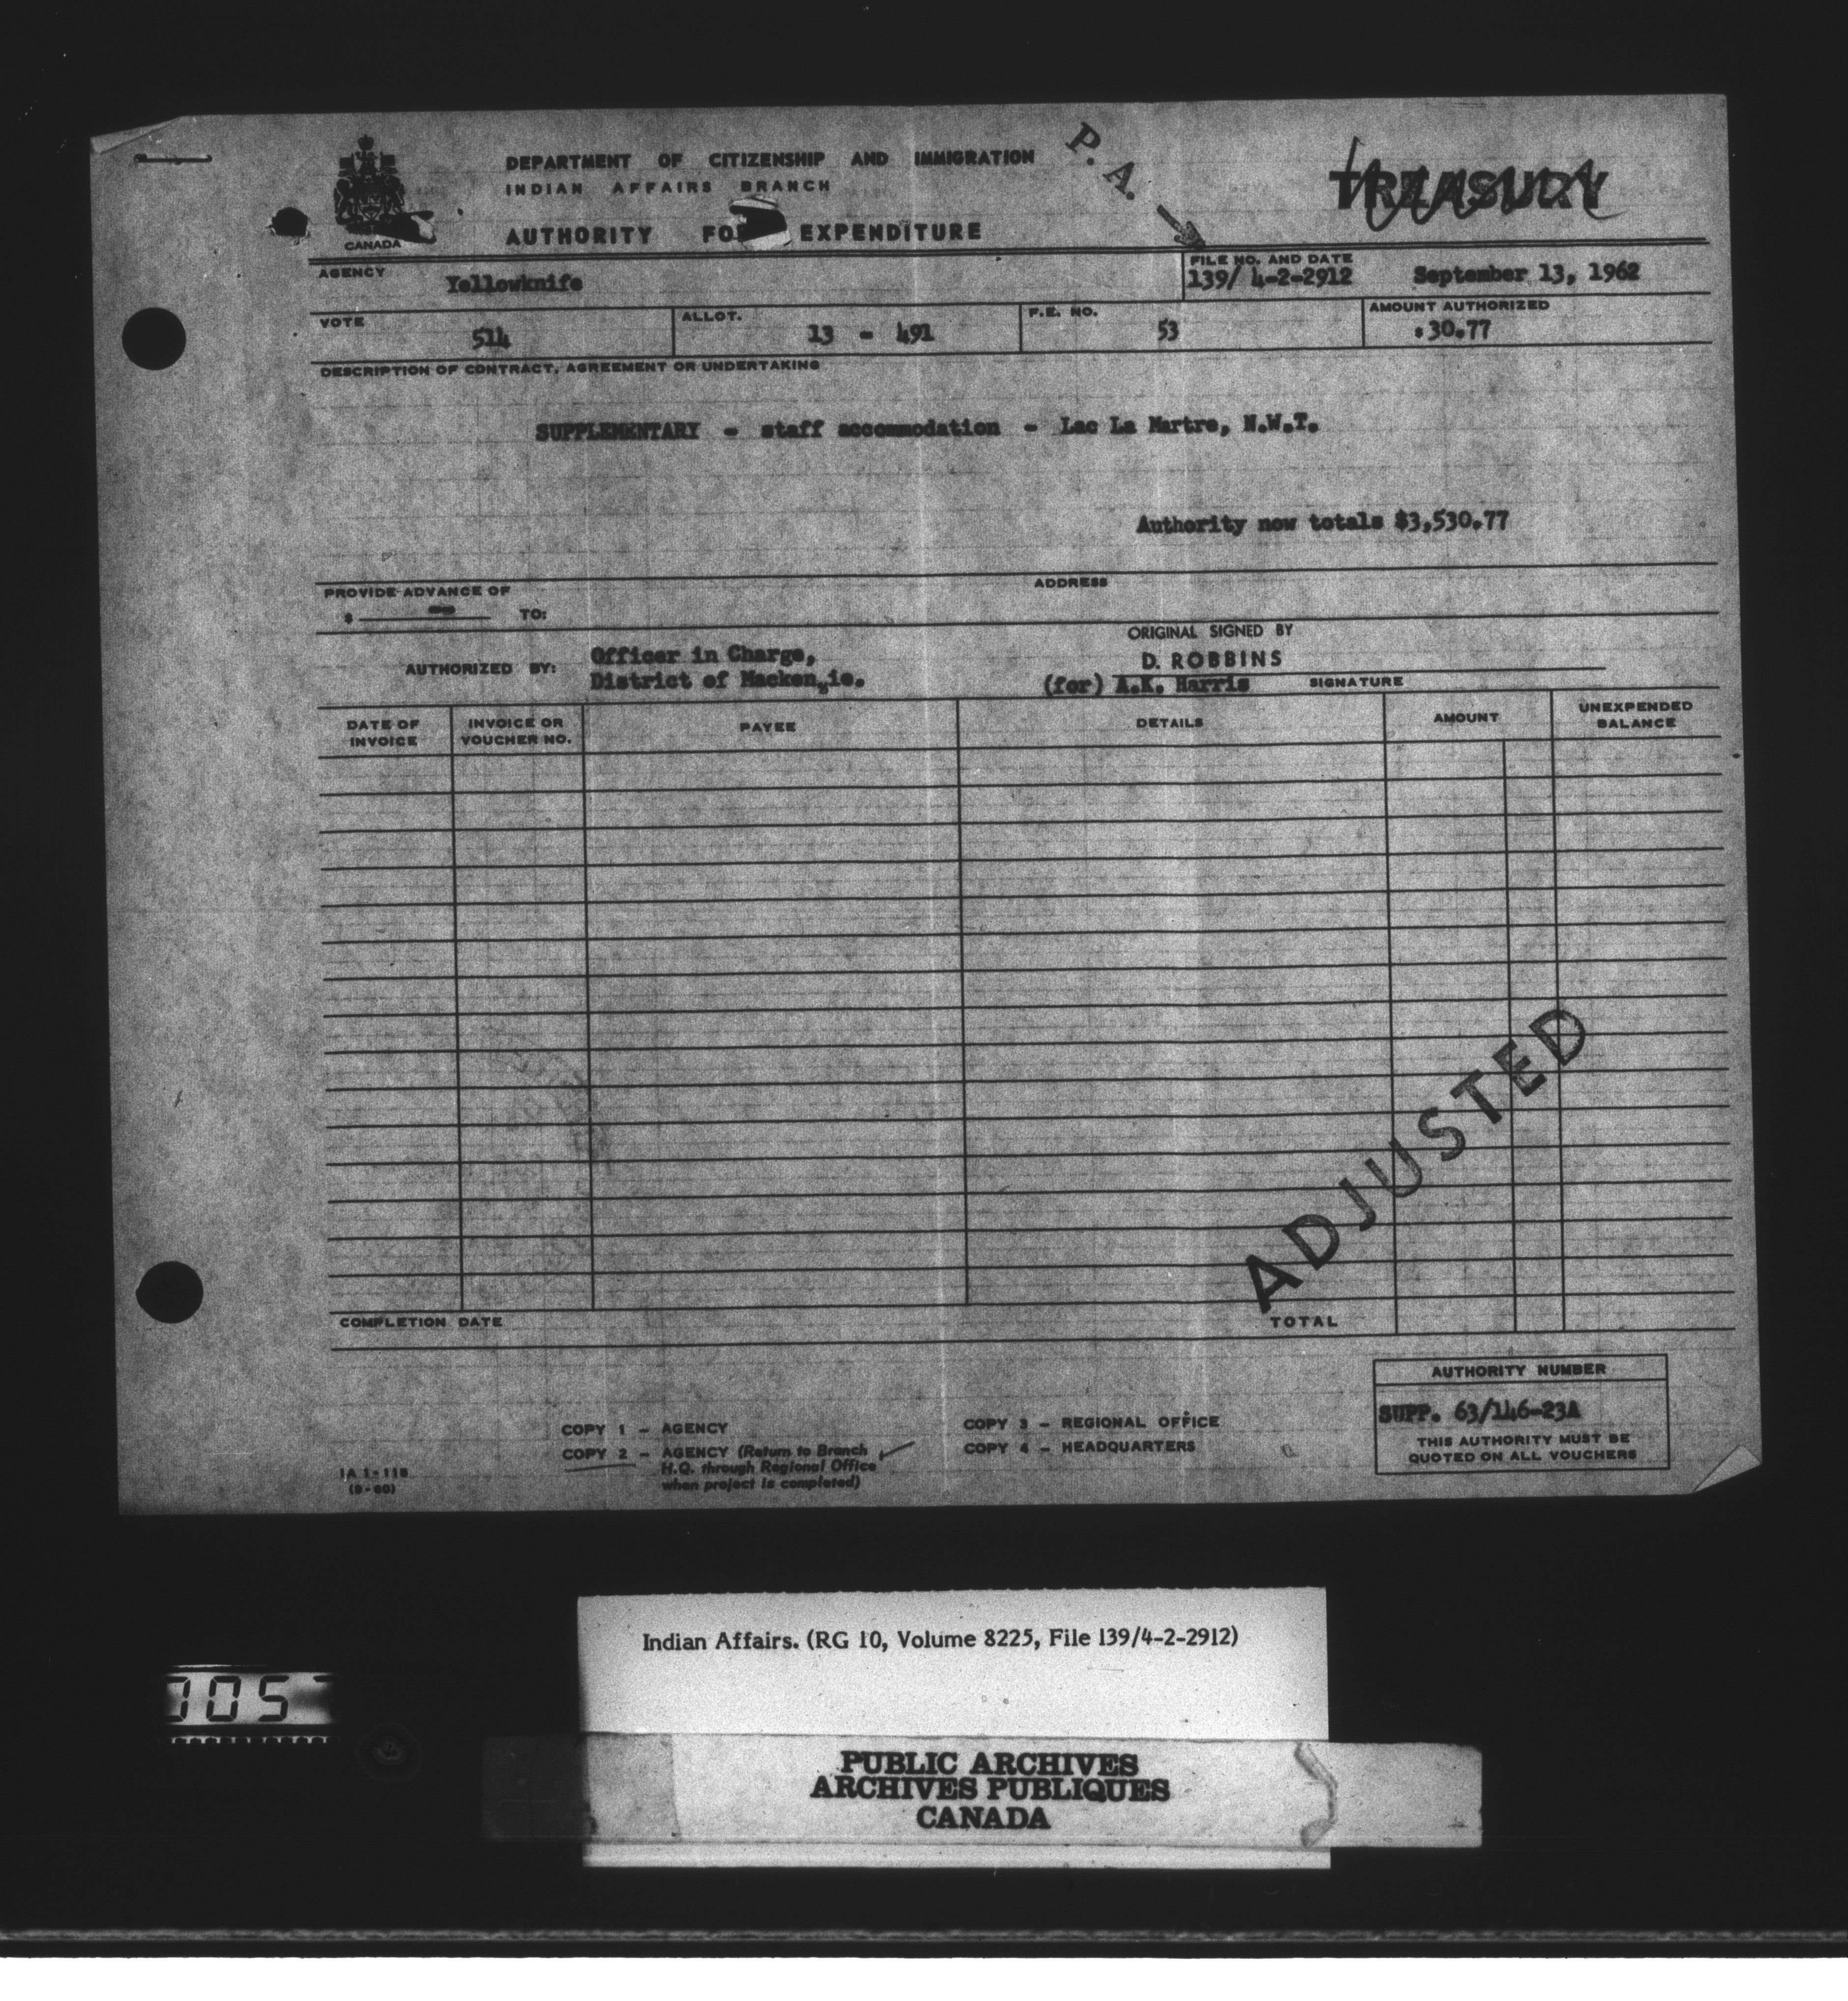 DEPARTMENT OF CITIZENSHIP AND IMMIGRATION
INDIAN AFFAIRS BRANCH
AUTHORITY FOR EXPENDITURE
CANADA
P. A.
TREASURY
AGENCY
Yellowknife
FILE NO. AND DATE
139/ 4-2-2912 September 13, 1962
VOTE
514
ALLOT.
13 - 491
F.E. NO.
53
AMOUNT AUTHORIZED
$30.77
DESCRIPTION OF CONTRACT, AGREEMENT OR UNDERTAKING
SUPPLEMENTARY - staff accommodation - Lac La Martre, N.W.T.
Authority now totals $3,530.77
PROVIDE ADVANCE OF
$ -- TO:
ADDRESS
AUTHORIZED BY:
Officer in Charge,
District of Macken,ie.
ORIGINAL SIGNED BY
D. ROBBINS
(for) A.K. Harris SIGNATURE
DATE OF INVOICE
INVOICE OR VOUCHER NO.
PAYEE
DETAILS
AMOUNT
UNEXPENDED BALANCE
ADJUSTED
COMPLETION DATE
TOTAL
AUTHORITY NUMBER
SUPP. 63/146-23A
THIS AUTHORITY MUST BE
QUOTED ON ALL VOUCHERS
COPY 1 - AGENCY
COPY 2 - AGENCY (Return to Branch
H.Q. through Regional Office
when project is completed)
COPY 3 - REGIONAL OFFICE
COPY 4 - HEADQUARTERS
IA 1-118
(9-60)
Indian Affairs. (RG 10, Volume 8225, File 139/4-2-2912)
PUBLIC ARCHIVES
ARCHIVES PUBLIQUES
CANADA